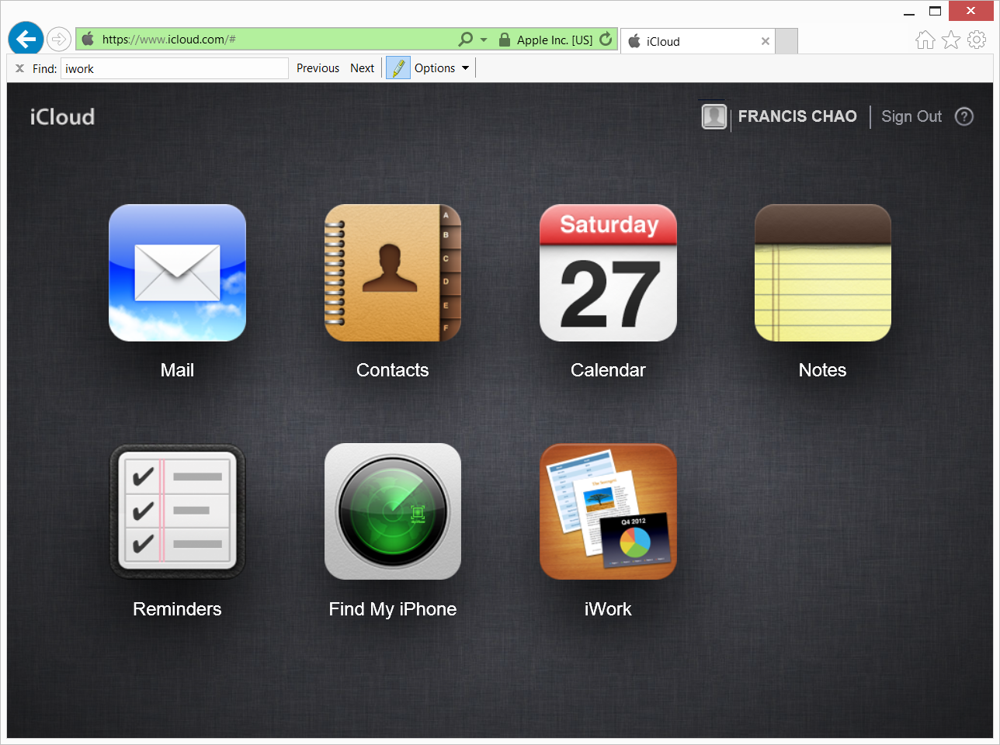 https://www.icloud.com/#
Apple Inc. [US]
iCloud
Find: iwork Previous Next Options
iCloud
FRANCIS CHAO Sign Out ?
A
B
C
D
E
F
Saturday
27
Mail Contacts Calendar Notes
Q4 2012
Reminders Find My iPhone iWork